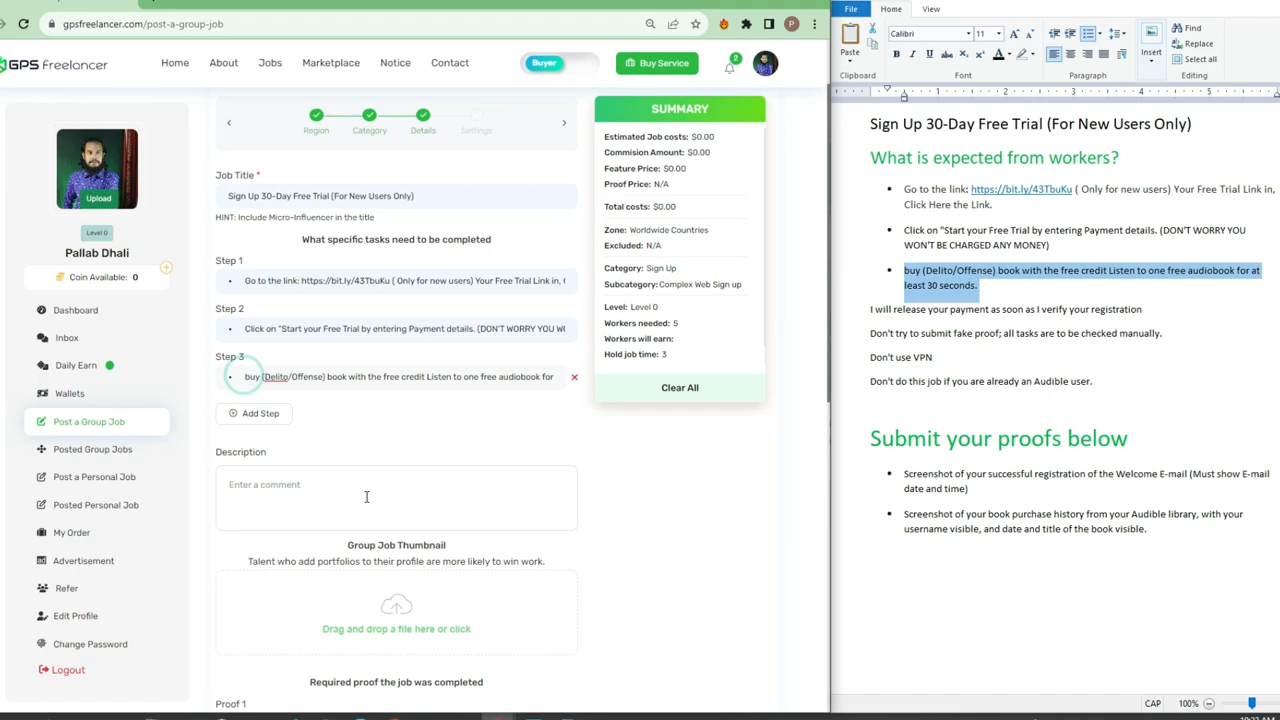 gpsfreelancer.com/post-a-group-job
P
GPS Freelancer
Home About Jobs Marketplace Notice Contact
Buyer
Buy Service
2
Upload
Level 0
Pallab Dhali
Coin Available: 0
Dashboard
Inbox
Daily Earn
Wallets
Post a Group Job
Posted Group Jobs
Post a Personal Job
Posted Personal Job
My Order
Advertisement
Refer
Edit Profile
Change Password
Logout
Region Category Details Settings
Job Title *
Sign Up 30-Day Free Trial (For New Users Only)
HINT: Include Micro-Influencer in the title
What specific tasks need to be completed
Step 1
• Go to the link: https://bit.ly/43TbuKu ( Only for new users) Your Free Trial Link in, C
Step 2
• Click on "Start your Free Trial by entering Payment details. (DON'T WORRY YOU WO
Step 3
• buy (Delito/Offense) book with the free credit Listen to one free audiobook for
Add Step
Description
Enter a comment
Group Job Thumbnail
Talent who add portfolios to their profile are more likely to win work.
Drag and drop a file here or click
Required proof the job was completed
Proof 1
SUMMARY
Estimated Job costs: $0.00
Commision Amount: $0.00
Feature Price: $0.00
Proof Price: N/A
Total costs: $0.00
Zone: Worldwide Countries
Excluded: N/A
Category: Sign Up
Subcategory: Complex Web Sign up
Level: Level 0
Workers needed: 5
Workers will earn:
Hold job time: 3
Clear All
File Home View
Paste
Clipboard
Calibri 11
B I U abc X₂ X² A
Font
Paragraph
Insert
Find
Replace
Select all
Editing
1 2 3 4 5
Sign Up 30-Day Free Trial (For New Users Only)
What is expected from workers?
• Go to the link: https://bit.ly/43TbuKu ( Only for new users) Your Free Trial Link in,
Click Here the Link.
• Click on "Start your Free Trial by entering Payment details. (DON'T WORRY YOU
WON'T BE CHARGED ANY MONEY)
• buy (Delito/Offense) book with the free credit Listen to one free audiobook for at
least 30 seconds.
I will release your payment as soon as I verify your registration
Don't try to submit fake proof; all tasks are to be checked manually.
Don't use VPN
Don't do this job if you are already an Audible user.
Submit your proofs below
• Screenshot of your successful registration of the Welcome E-mail (Must show E-mail
date and time)
• Screenshot of your book purchase history from your Audible library, with your
username visible, and date and title of the book visible.
CAP 100%